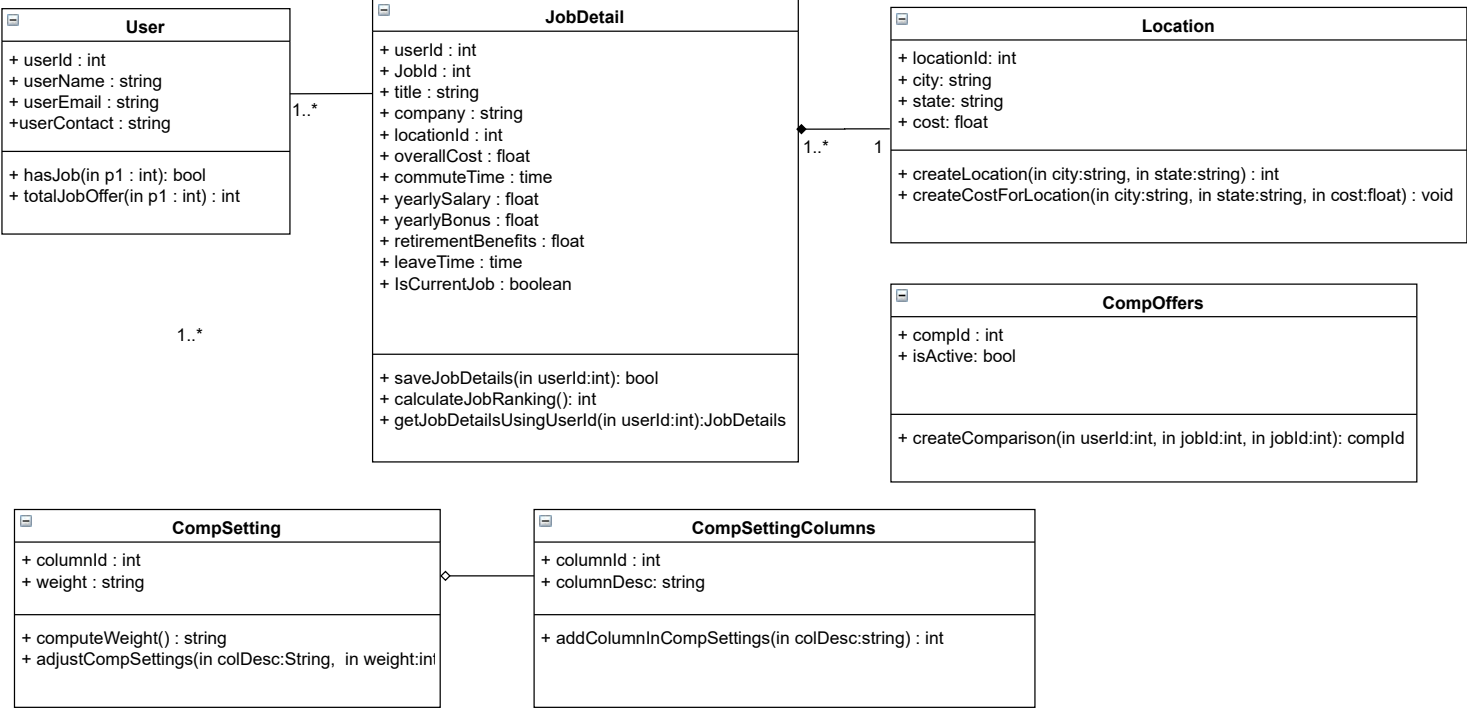 User
+ userId : int
+ userName : string
+ userEmail : string
+userContact : string
+ hasJob(in p1 : int): bool
+ totalJobOffer(in p1 : int) : int
1..*
JobDetail
+ userId : int
+ JobId : int
+ title : string
+ company : string
+ locationId : int
+ overallCost : float
+ commuteTime : time
+ yearlySalary : float
+ yearlyBonus : float
+ retirementBenefits : float
+ leaveTime : time
+ IsCurrentJob : boolean
+ saveJobDetails(in userId:int): bool
+ calculateJobRanking(): int
+ getJobDetailsUsingUserId(in userId:int):JobDetails
1..*
1
Location
+ locationId: int
+ city: string
+ state: string
+ cost: float
+ createLocation(in city:string, in state:string) : int
+ createCostForLocation(in city:string, in state:string, in cost:float) : void
1..*
CompOffers
+ compId : int
+ isActive: bool
+ createComparison(in userId:int, in jobId:int, in jobId:int): compId
CompSetting
+ columnId : int
+ weight : string
+ computeWeight() : string
+ adjustCompSettings(in colDesc:String, in weight:int
CompSettingColumns
+ columnId : int
+ columnDesc: string
+ addColumnInCompSettings(in colDesc:string) : int